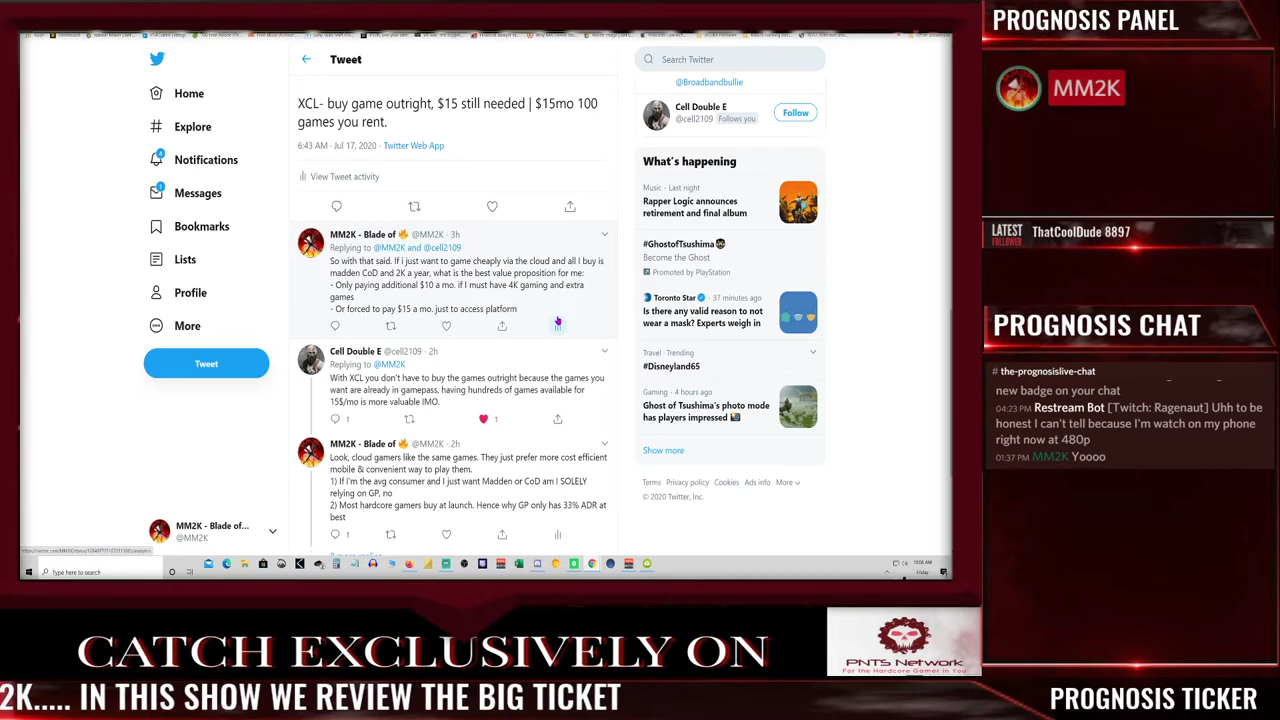 PROGNOSIS PANEL
MM2K
LATEST FOLLOWER ThatCoolDude 8897
PROGNOSIS CHAT
# the-prognosislive-chat
new badge on your chat
04:23 PM Restream Bot [Twitch: Ragenaut] Uhh to be
honest I can't tell because I'm watch on my phone
right now at 480p
01:37 PM MM2K Yoooo
Home
Explore
Notifications
Messages
Bookmarks
Lists
Profile
More
Tweet
MM2K - Blade of...
@MM2K
Tweet
XCL- buy game outright, $15 still needed | $15mo 100
games you rent.
6:43 AM · Jul 17, 2020 · Twitter Web App
View Tweet activity
MM2K - Blade of @MM2K · 3h
Replying to @MM2K and @cell2109
So with that said. If i just want to game cheaply via the cloud and all I buy is
madden CoD and 2K a year, what is the best value proposition for me:
- Only paying additional $10 a mo. if I must have 4K gaming and extra
games
- Or forced to pay $15 a mo. just to access platform
Cell Double E @cell2109 · 2h
Replying to @MM2K
With XCL you don't have to buy the games outright because the games you
want are already in gamepass, having hundreds of games available for
15$/mo is more valuable IMO.
1 1
MM2K - Blade of @MM2K · 2h
Look, cloud gamers like the same games. They just prefer more cost efficient
mobile & convenient way to play them.
1) If I'm the avg consumer and I just want Madden or CoD am I SOLELY
relying on GP, no
2) Most hardcore gamers buy at launch. Hence why GP only has 33% ADR at
best
1
Search Twitter
@Broadbandbullie
Cell Double E
@cell2109 Follows you
Follow
What's happening
Music · Last night
Rapper Logic announces
retirement and final album
#GhostofTsushima
Become the Ghost
Promoted by PlayStation
Toronto Star · 37 minutes ago
Is there any valid reason to not
wear a mask? Experts weigh in
Travel · Trending
#Disneyland65
Gaming · 4 hours ago
Ghost of Tsushima's photo mode
has players impressed
Show more
Terms Privacy policy Cookies Ads info More
© 2020 Twitter, Inc.
Type here to search
10:08 AM
Friday
CATCH EXCLUSIVELY ON
PNTS Network
For the Hardcore Gamer in You
2K..... IN THIS SHOW WE REVIEW THE BIG TICKET
PROGNOSIS TICKER